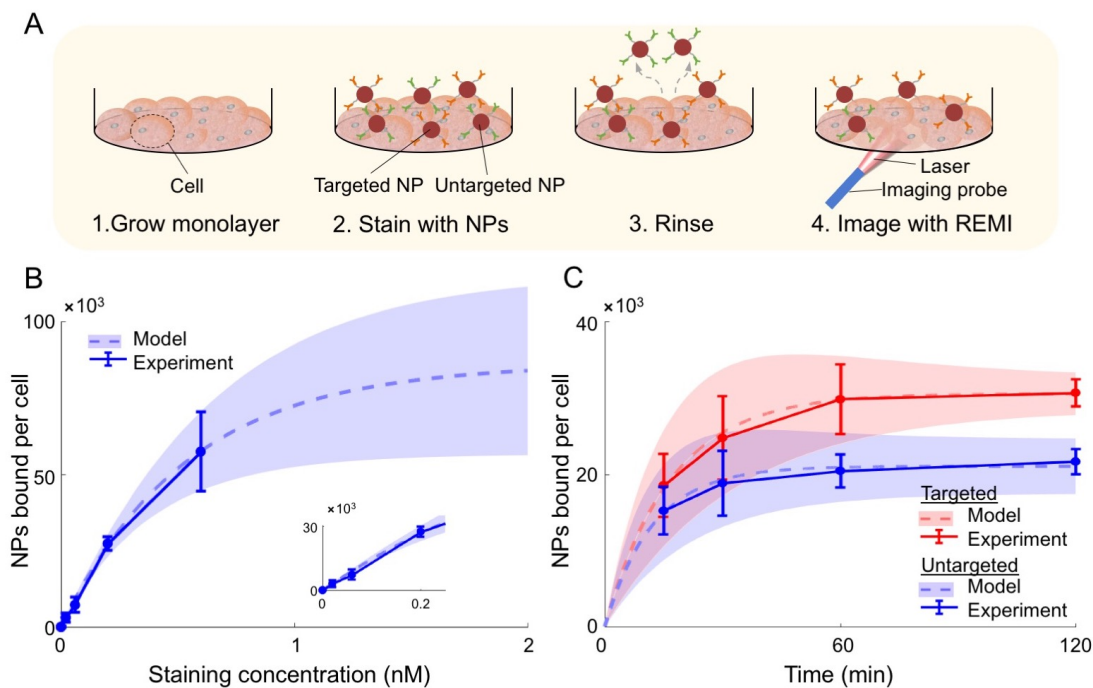 A
Cell
Targeted NP
Untargeted NP
Laser
Imaging probe
1.Grow monolayer
2. Stain with NPs
3. Rinse
4. Image with REMI
B
×10³
100
50
0
NPs bound per cell
Model
Experiment
×10³
30
0
0
0.2
0
1
2
Staining concentration (nM)
C
×10³
40
20
0
NPs bound per cell
Targeted
Model
Experiment
Untargeted
Model
Experiment
0
60
120
Time (min)